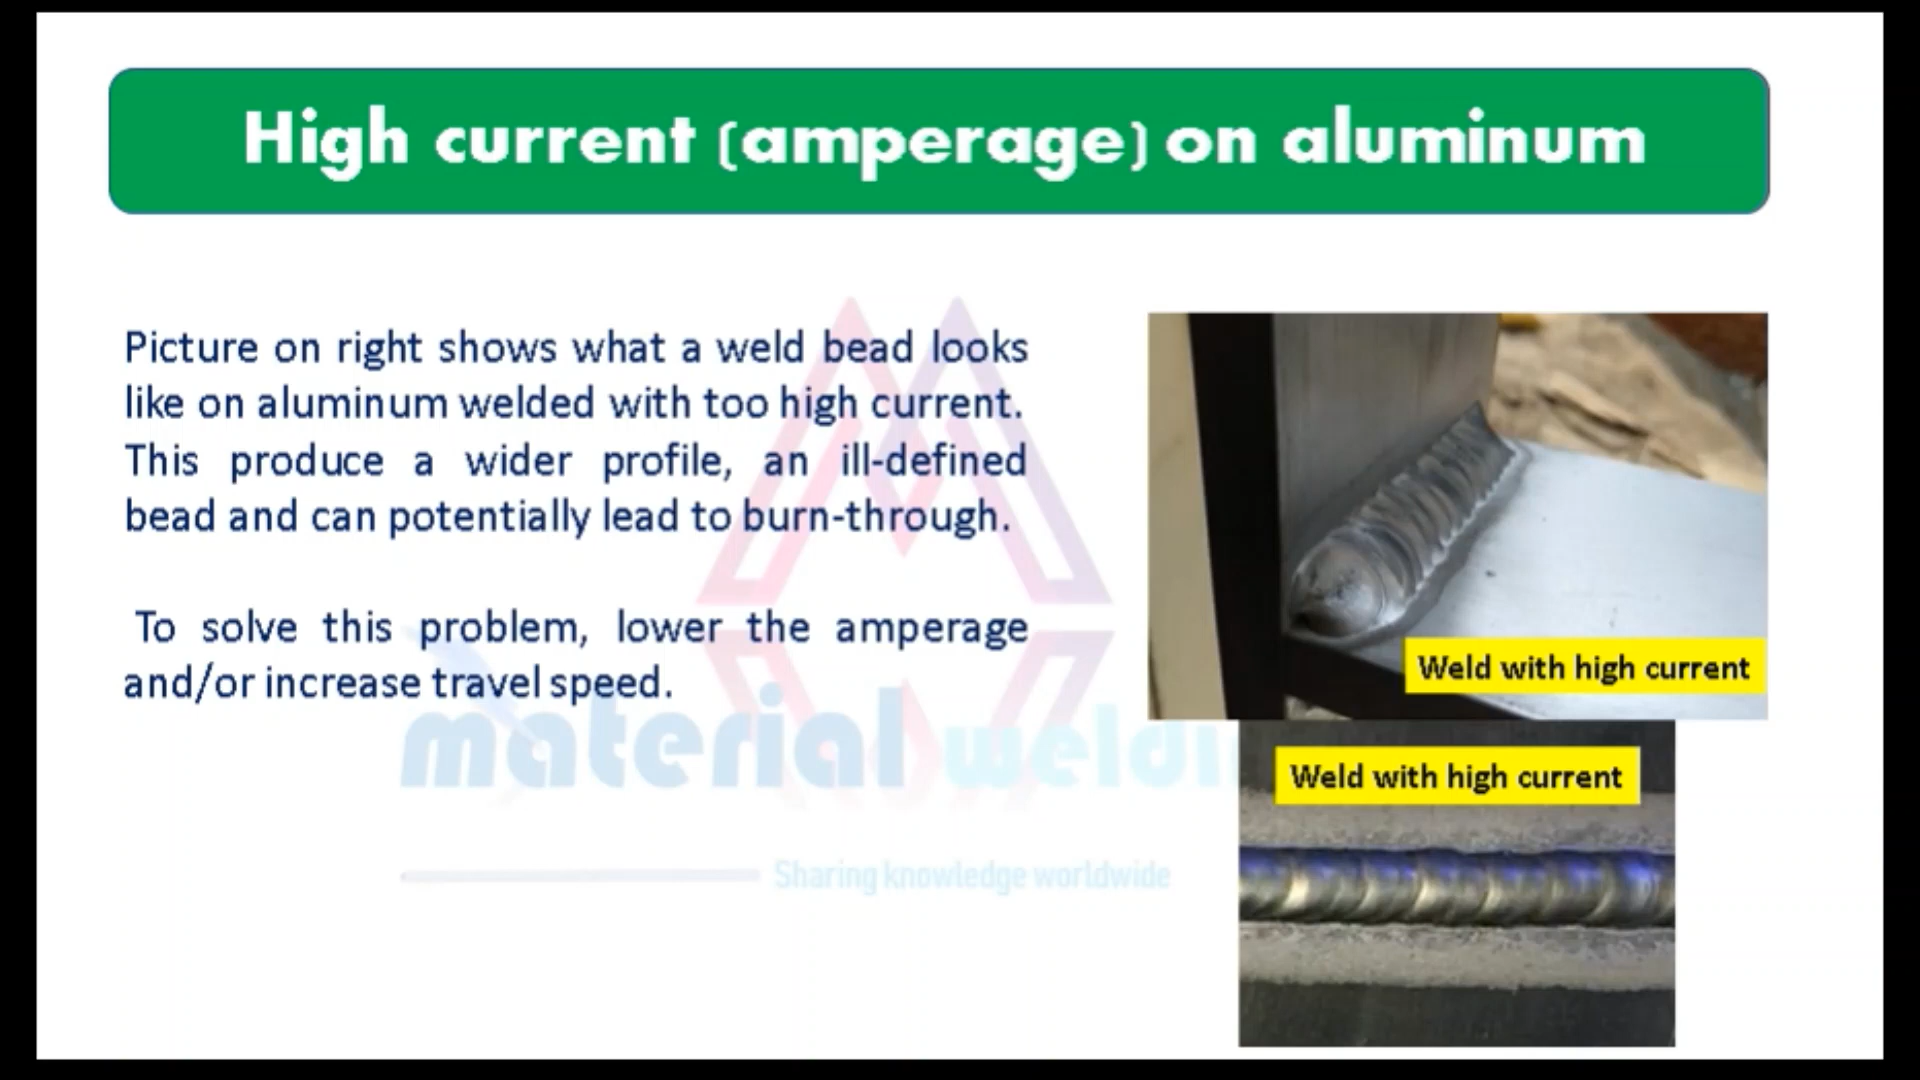 High current (amperage) on aluminum
Picture on right shows what a weld bead looks
like on aluminum welded with too high current.
This produce a wider profile, an ill-defined
bead and can potentially lead to burn-through.
To solve this problem, lower the amperage
and/or increase travel speed.
Weld with high current
Weld with high current
material weldi
Sharing knowledge worldwide